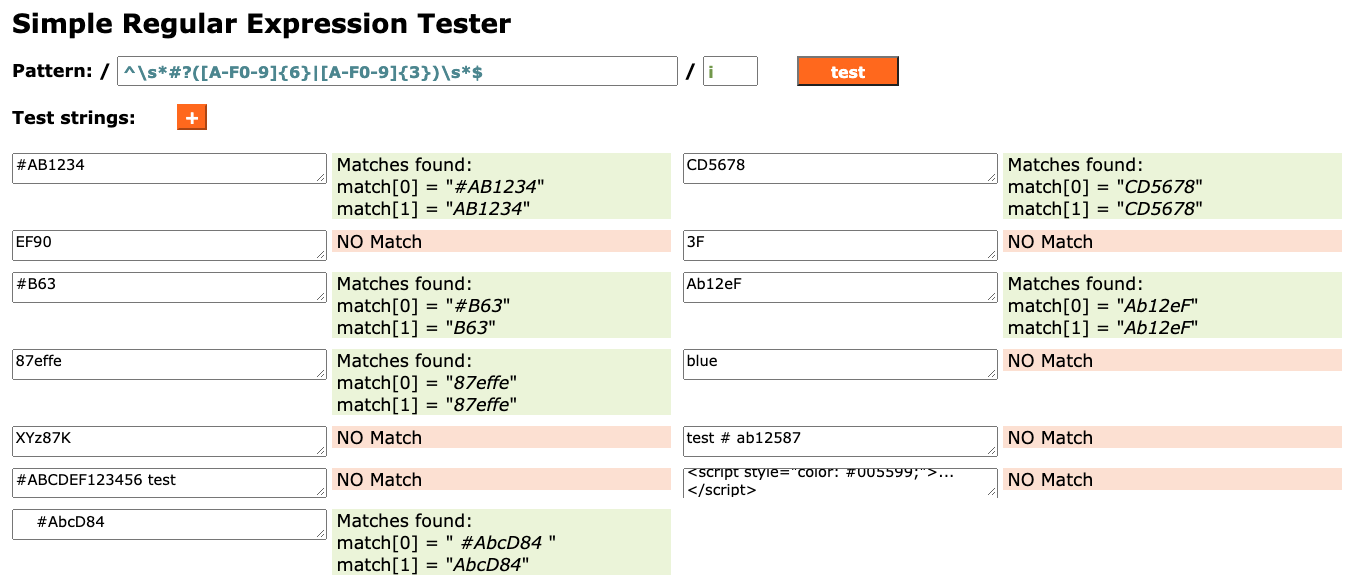 Simple Regular Expression Tester
Pattern: / ^\s*#?([A-F0-9]{6}|[A-F0-9]{3})\s*$ / i test
Test strings: +
#AB1234
Matches found:
match[0] = "#AB1234"
match[1] = "AB1234"
CD5678
Matches found:
match[0] = "CD5678"
match[1] = "CD5678"
EF90
NO Match
3F
NO Match
#B63
Matches found:
match[0] = "#B63"
match[1] = "B63"
Ab12eF
Matches found:
match[0] = "Ab12eF"
match[1] = "Ab12eF"
87effe
Matches found:
match[0] = "87effe"
match[1] = "87effe"
blue
NO Match
XYz87K
NO Match
test # ab12587
NO Match
#ABCDEF123456 test
NO Match
<script style="color: #005599;">...
</script>
NO Match
#AbcD84
Matches found:
match[0] = " #AbcD84 "
match[1] = "AbcD84"